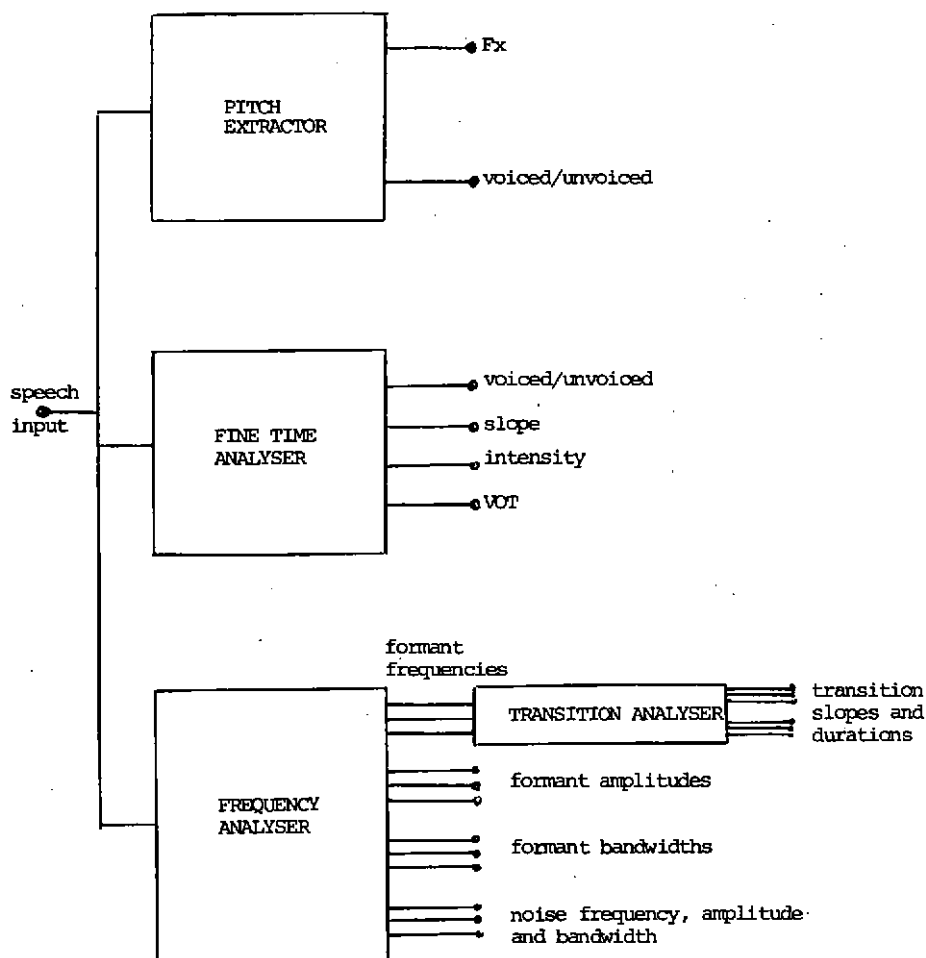 Fx
PITCH
EXTRACTOR
voiced/unvoiced
speech
input
voiced/unvoiced
slope
FINE TIME
ANALYSER
intensity
VOT
formant
frequencies
TRANSITION ANALYSER
transition
slopes and
durations
formant amplitudes
FREQUENCY
ANALYSER
formant bandwidths
noise frequency, amplitude
and bandwidth